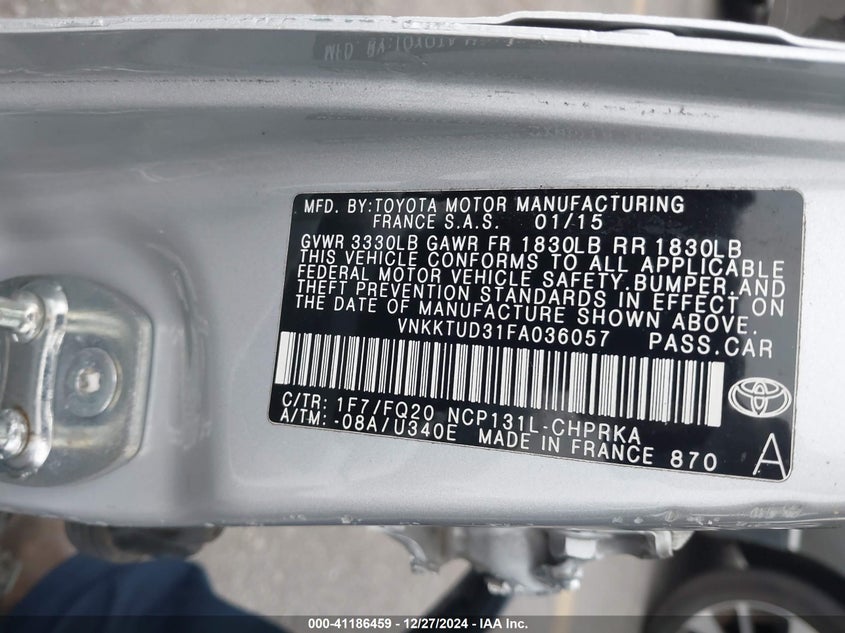 MFD. BY:TOYOTA MOTOR MANUFACTURING
FRANCE S.A.S. 01/15
GVWR 3330LB GAWR FR 1830LB RR 1830LB
THIS VEHICLE CONFORMS TO ALL APPLICABLE
FEDERAL MOTOR VEHICLE SAFETY,BUMPER,AND
THEFT PREVENTION STANDARDS IN EFFECT ON
THE DATE OF MANUFACTURE SHOWN ABOVE.
VNKKTUD31FA036057 PASS.CAR
C/TR: 1F7/FQ20 NCP131L-CHPRKA
A/TM: -08A/U340E MADE IN FRANCE 870
A
MFD. BY:TOYOTA
000-41186459 - 12/27/2024 - IAA Inc.